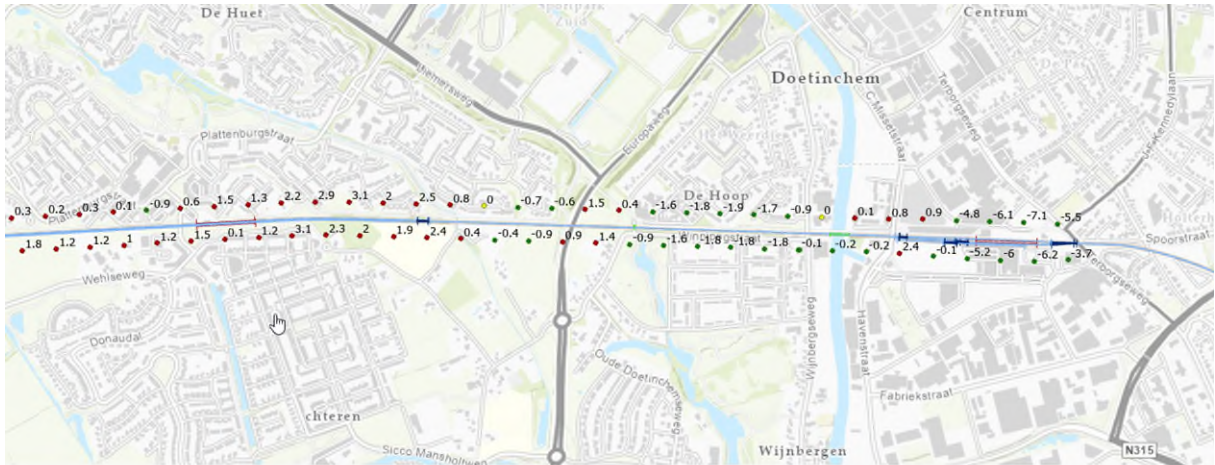 De Huet
Sportpark
Zuid
Centrum
Wiemersweg
Europaweg
Doetinchem
C.Missetstraat
Terborgseweg
J.F.Kennedylaan
Plattenburgstraat
Het Weerdje
De Hoop
0.3 0.2 0.3 0.1 -0.9 0.6 1.5 1.3 2.2 2.9 3.1 2 2.5 0.8 0 -0.7 -0.6 1.5 0.4 -1.6 -1.8 -1.9 -1.7 -0.9 0 0.1 0.8 0.9 -4.8 -6.1 -7.1 -5.5
Plattenburgstr
1.8 1.2 1.2 1 1.2 1.5 0.1 1.2 3.1 2.3 2 1.9 2.4 0.4 -0.4 -0.9 0.9 1.4 -0.9 -1.6 -1.8 -1.8 -1.8 -0.1 -0.2 -0.2 2.4 -0.1 -5.2 -6 -6.2 -3.7
Spoorstraat
Terborgseweg
Wehlseweg
Donaudal
Wijnbergseweg
Havenstraat
Oude Doetinchemseweg
Fabriekstraat
chteren
Sicco Mansholtweg
Wijnbergen
N315